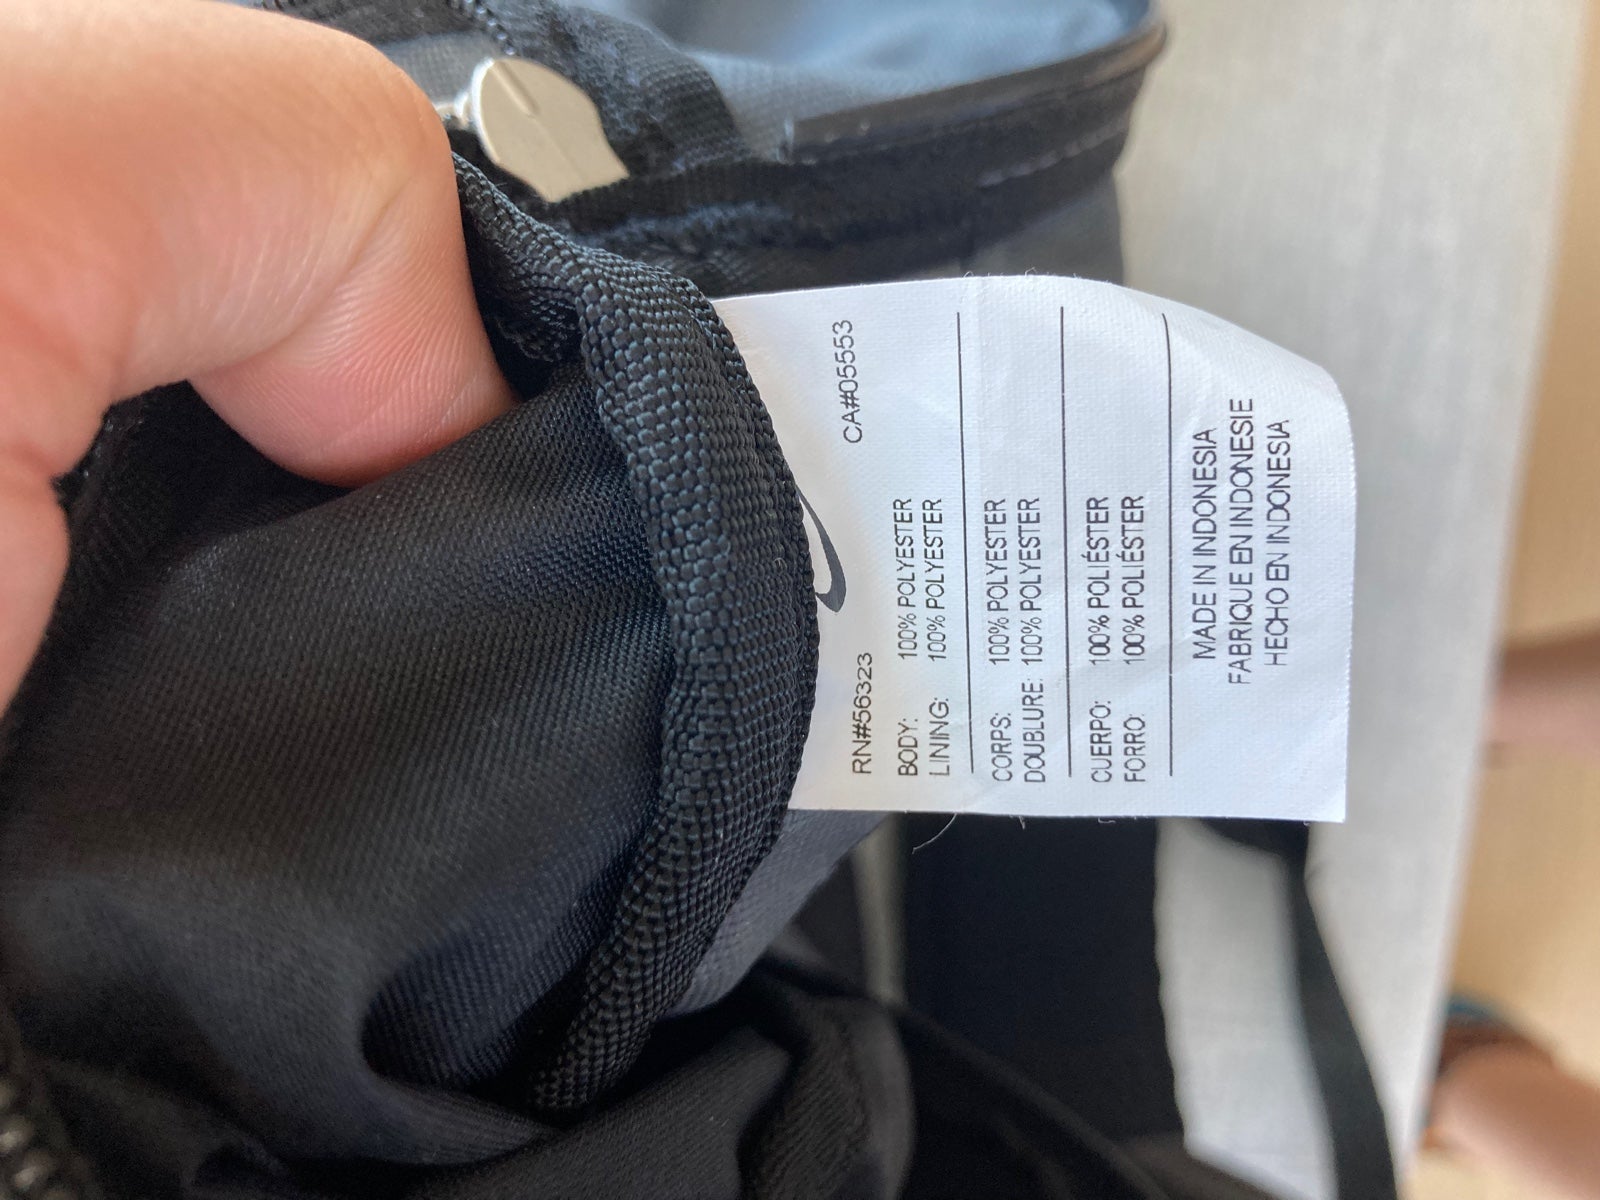 RN#56323 CA#05553
BODY: 100% POLYESTER
LINING: 100% POLYESTER
CORPS: 100% POLYESTER
DOUBLURE: 100% POLYESTER
CUERPO: 100% POLIÉSTER
FORRO: 100% POLIÉSTER
MADE IN INDONESIA
FABRIQUE EN INDONESIE
HECHO EN INDONESIA